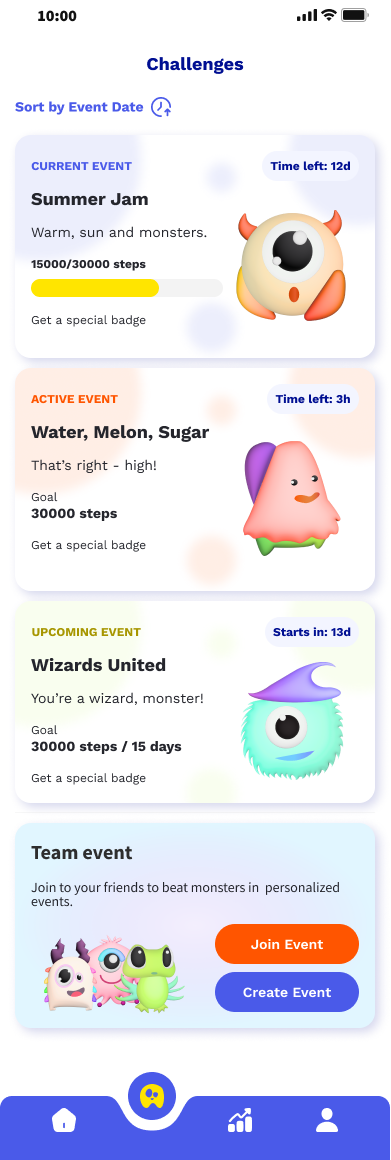 10:00
Challenges
Sort by Event Date
CURRENT EVENT
Time left: 12d
Summer Jam
Warm, sun and monsters.
15000/30000 steps
Get a special badge
ACTIVE EVENT
Time left: 3h
Water, Melon, Sugar
That’s right - high!
Goal
30000 steps
Get a special badge
UPCOMING EVENT
Starts in: 13d
Wizards United
You’re a wizard, monster!
Goal
30000 steps / 15 days
Get a special badge
Team event
Join to your friends to beat monsters in  personalized
events.
Join Event
Create Event